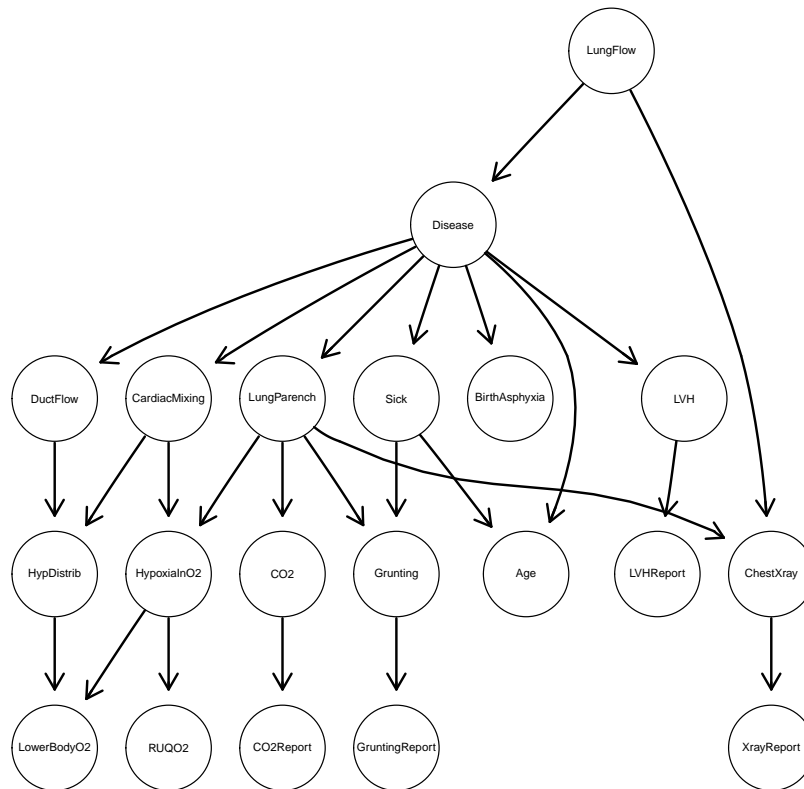 LungFlow
Disease
DuctFlow
CardiacMixing
LungParench
Sick
BirthAsphyxia
LVH
HypDistrib
HypoxiaInO2
CO2
Grunting
Age
LVHReport
ChestXray
LowerBodyO2
RUQO2
CO2Report
GruntingReport
XrayReport